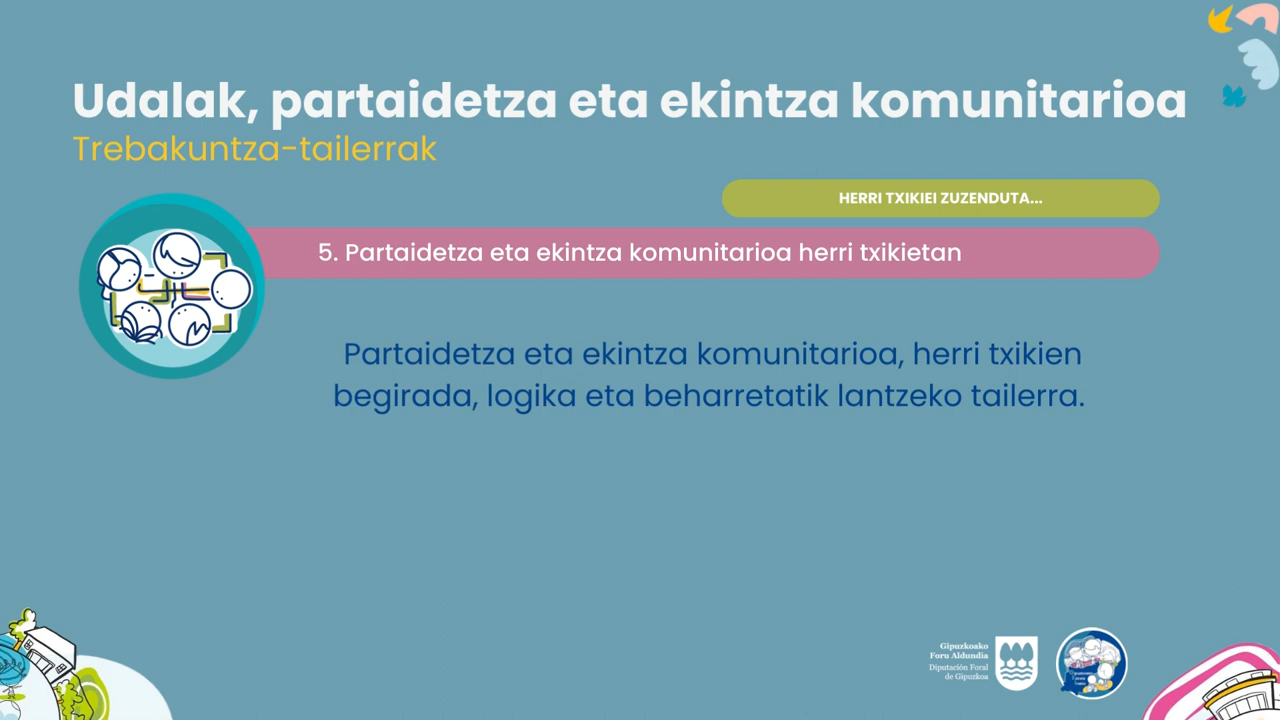 Udalak, partaidetza eta ekintza komunitarioa
Trebakuntza-tailerrak
HERRI TXIKIEI ZUZENDUTA...
5. Partaidetza eta ekintza komunitarioa herri txikietan
Partaidetza eta ekintza komunitarioa, herri txikien
begirada, logika eta beharretatik lantzeko tailerra.
Gipuzkoako
Foru Aldundia
Diputación Foral
de Gipuzkoa